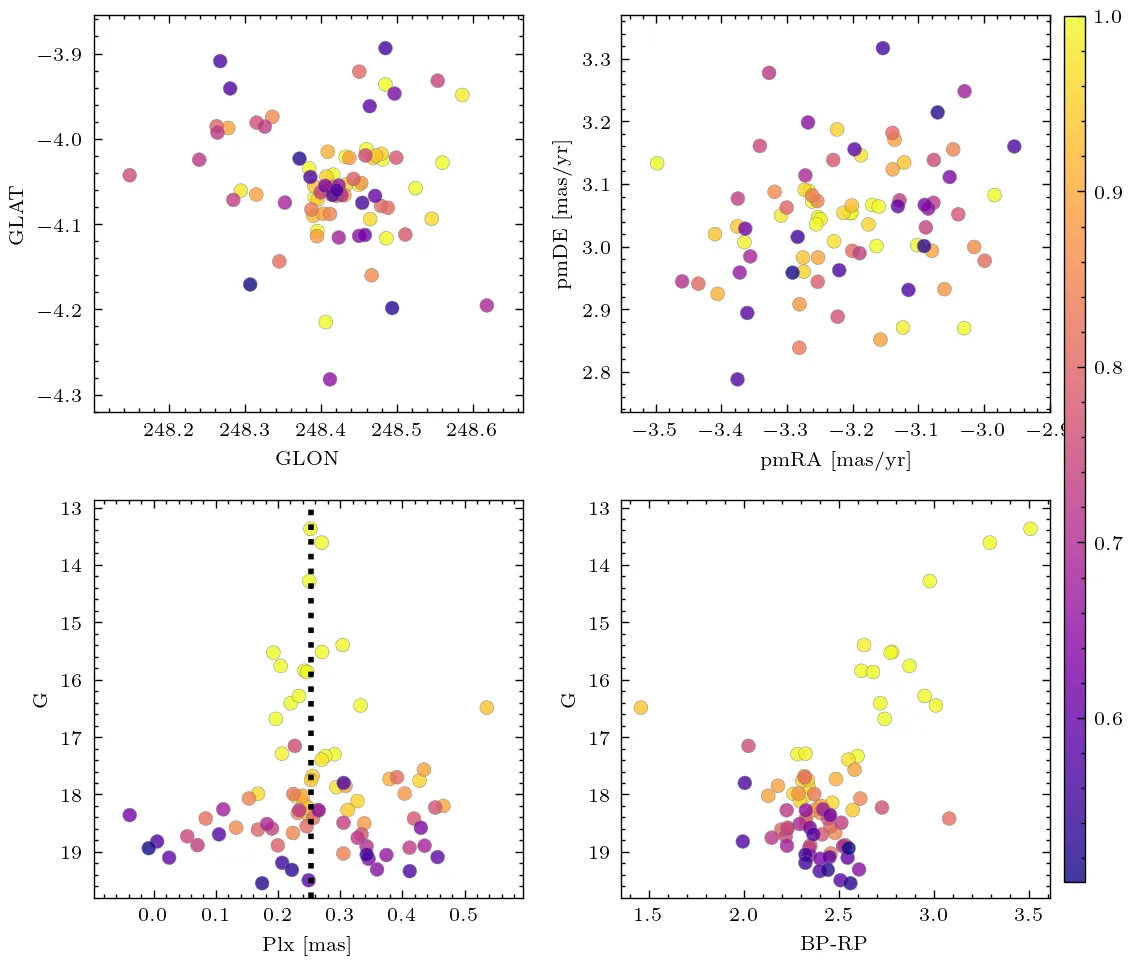 −3.9
−4.0
−4.1
−4.2
−4.3
GLAT
248.2 248.3 248.4 248.5 248.6
GLON
3.3
3.2
3.1
3.0
2.9
2.8
pmDE [mas/yr]
−3.5 −3.4 −3.3 −3.2 −3.1 −3.0 −2.9
pmRA [mas/yr]
1.0
0.9
0.8
0.7
0.6
13
14
15
16
17
18
19
G
0.0 0.1 0.2 0.3 0.4 0.5
Plx [mas]
13
14
15
16
17
18
19
G
1.5 2.0 2.5 3.0 3.5
BP-RP